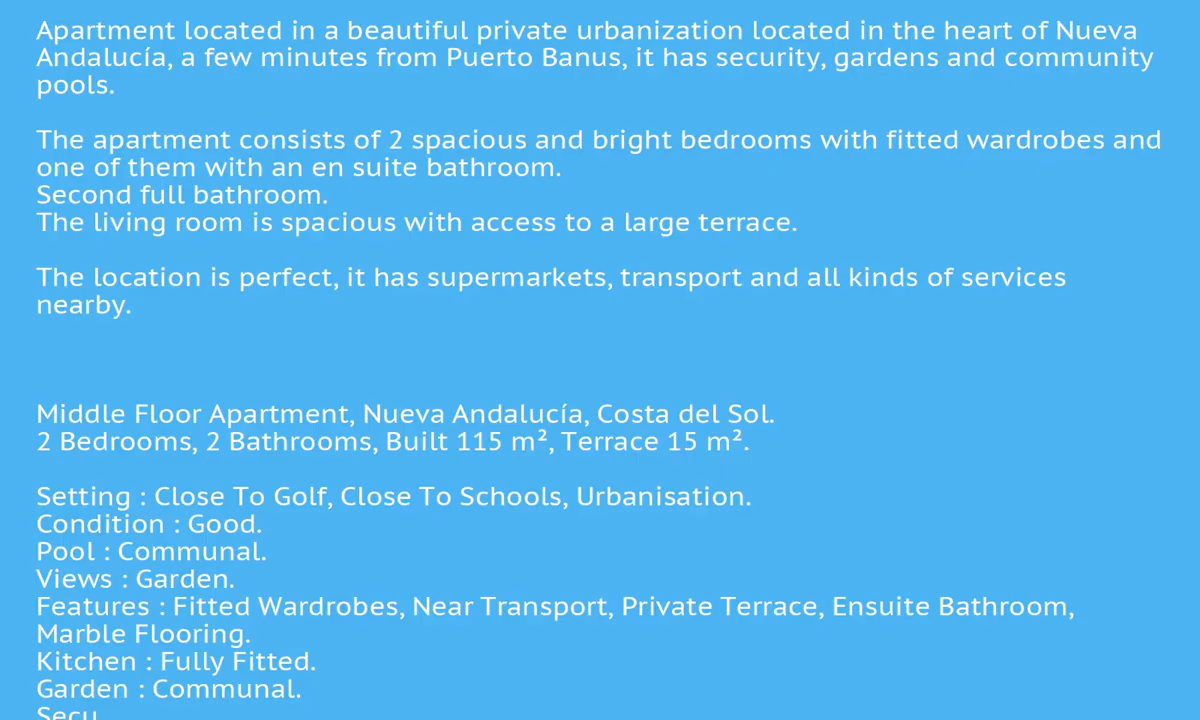 Apartment located in a beautiful private urbanization located in the heart of Nueva
Andalucía, a few minutes from Puerto Banus, it has security, gardens and community
pools.
The apartment consists of 2 spacious and bright bedrooms with fitted wardrobes and
one of them with an en suite bathroom.
Second full bathroom.
The living room is spacious with access to a large terrace.
The location is perfect, it has supermarkets, transport and all kinds of services
nearby.
Middle Floor Apartment, Nueva Andalucía, Costa del Sol.
2 Bedrooms, 2 Bathrooms, Built 115 m², Terrace 15 m².
Setting : Close To Golf, Close To Schools, Urbanisation.
Condition : Good.
Pool : Communal.
Views : Garden.
Features : Fitted Wardrobes, Near Transport, Private Terrace, Ensuite Bathroom,
Marble Flooring.
Kitchen : Fully Fitted.
Garden : Communal.
Secu